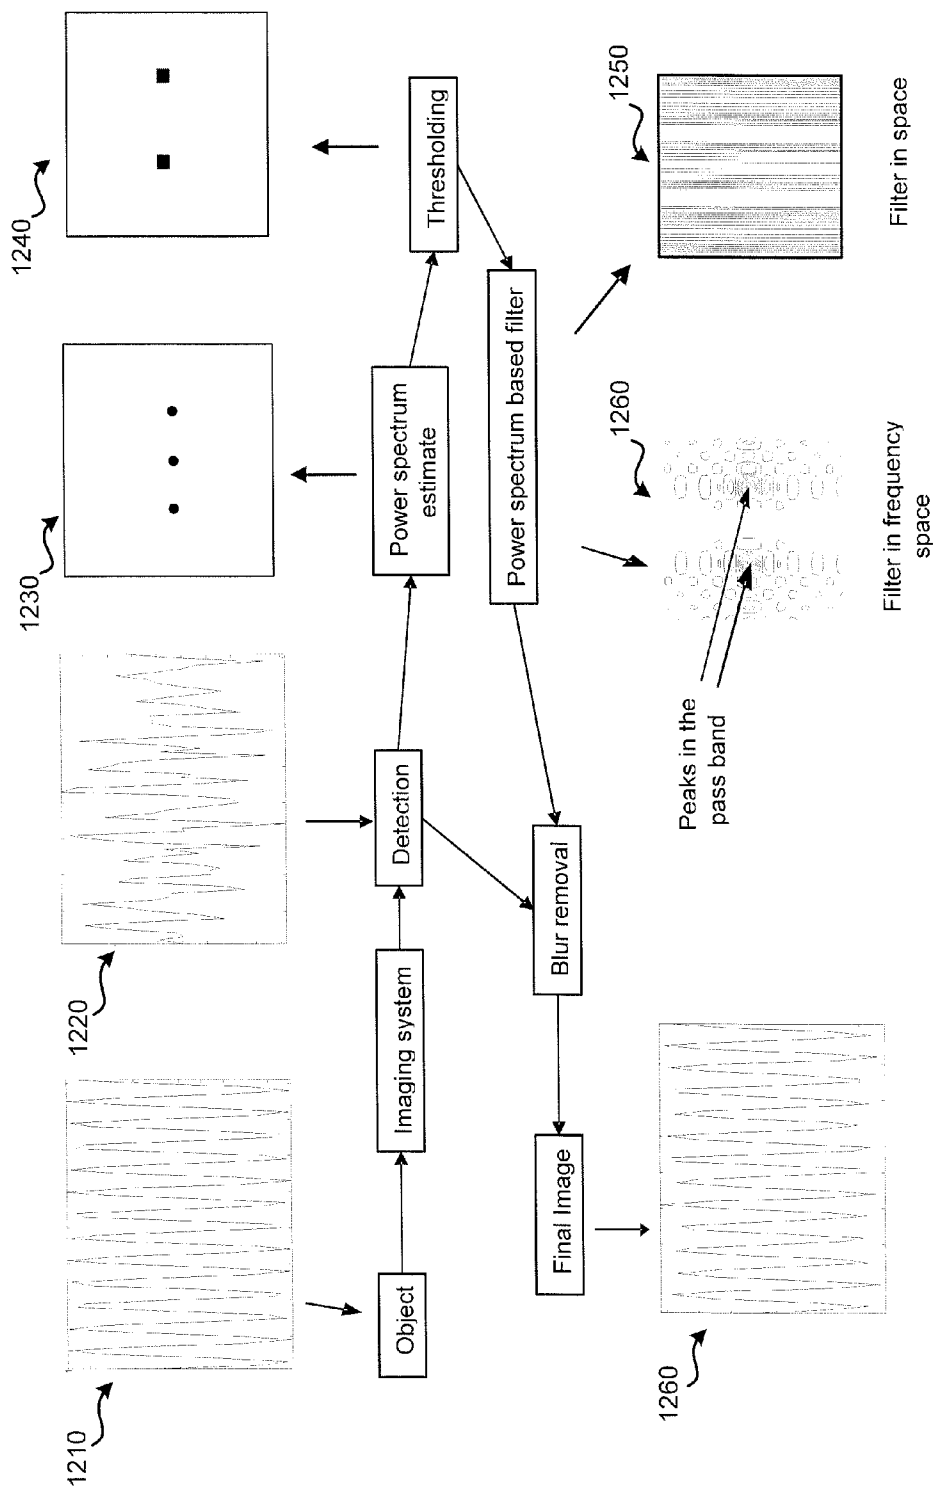 1210
1220
1230
1240
Object
Imaging system
Detection
Power spectrum
estimate
Thresholding
Final Image
Blur removal
Power spectrum based filter
1260
Peaks in the
pass band
1260
1250
Filter in frequency
space
Filter in space